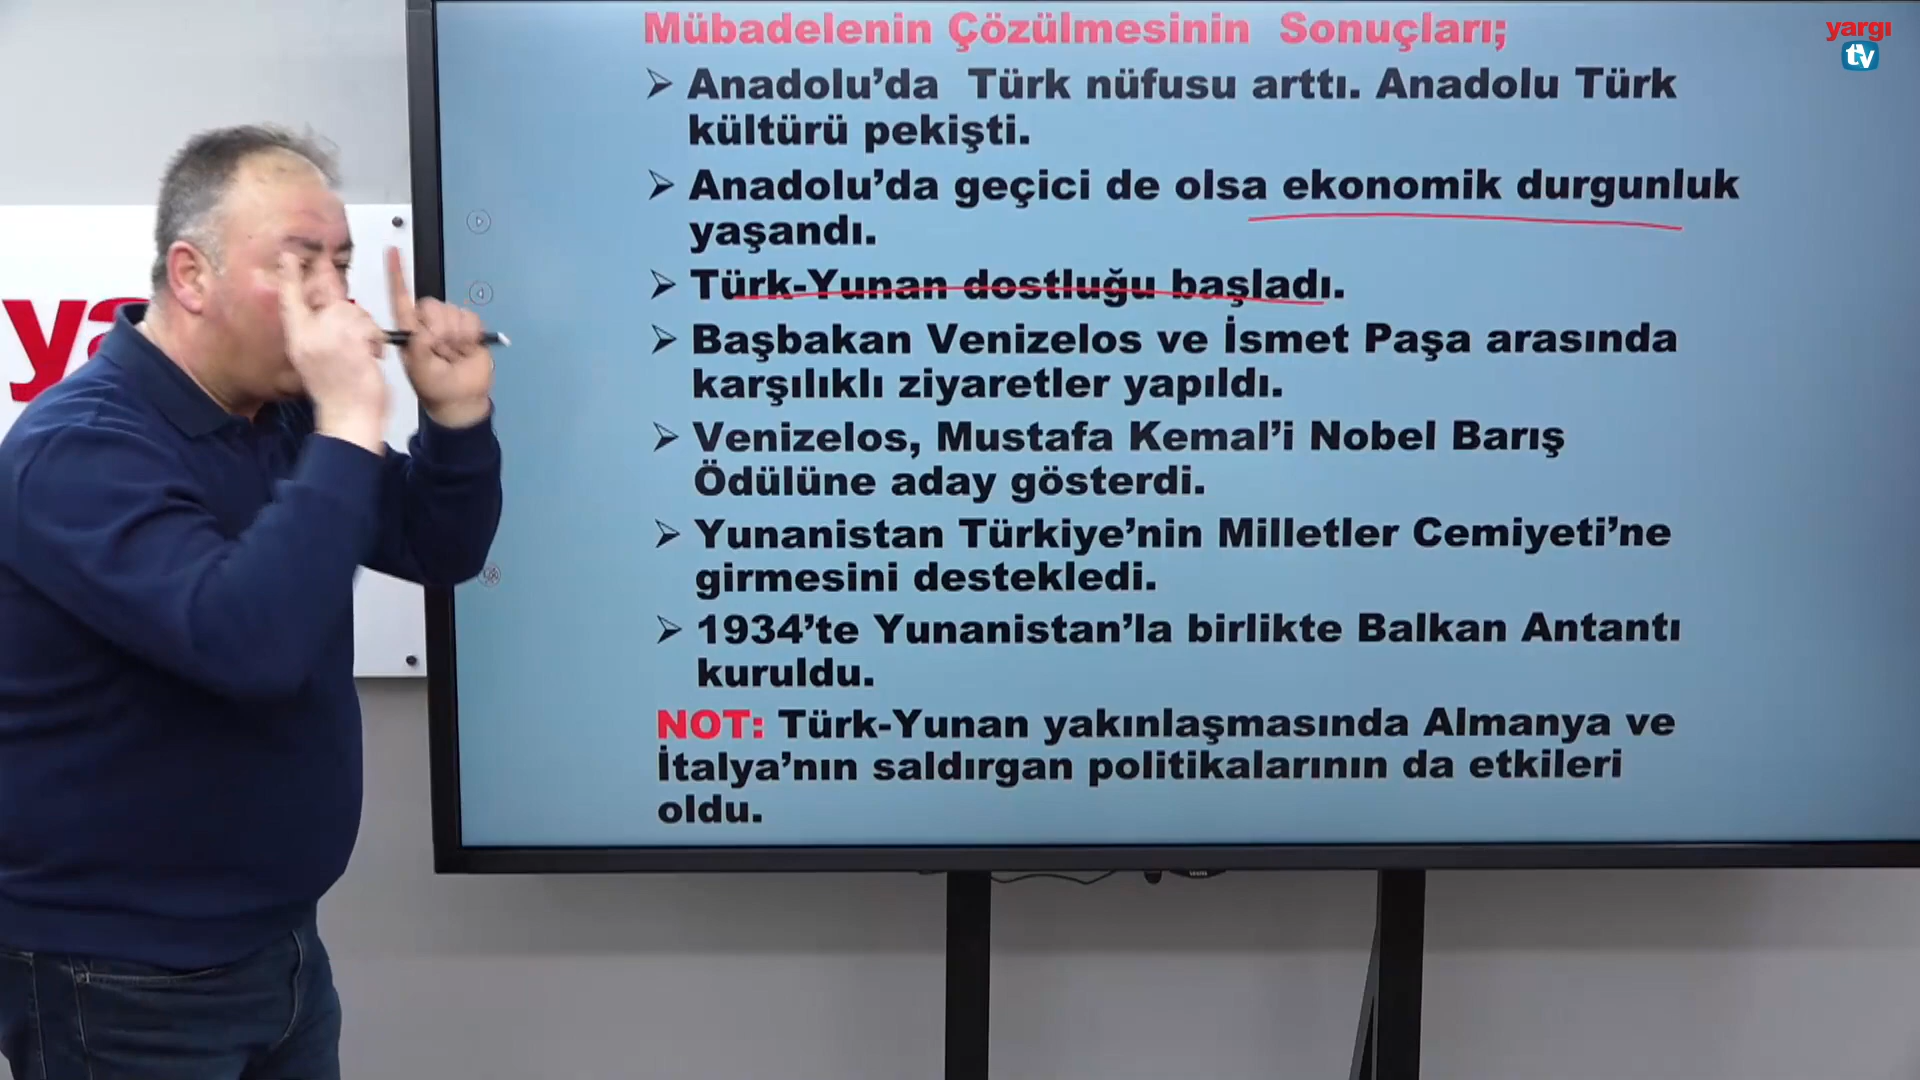 yargı
tv
Mübadelenin Çözülmesinin Sonuçları;
Anadolu’da Türk nüfusu arttı. Anadolu Türk
kültürü pekişti.
Anadolu’da geçici de olsa ekonomik durgunluk
yaşandı.
Türk-Yunan dostluğu başladı.
Başbakan Venizelos ve İsmet Paşa arasında
karşılıklı ziyaretler yapıldı.
Venizelos, Mustafa Kemal’i Nobel Barış
Ödülüne aday gösterdi.
Yunanistan Türkiye’nin Milletler Cemiyeti’ne
girmesini destekledi.
1934’te Yunanistan’la birlikte Balkan Antantı
kuruldu.
NOT: Türk-Yunan yakınlaşmasında Almanya ve
İtalya’nın saldırgan politikalarının da etkileri
oldu.